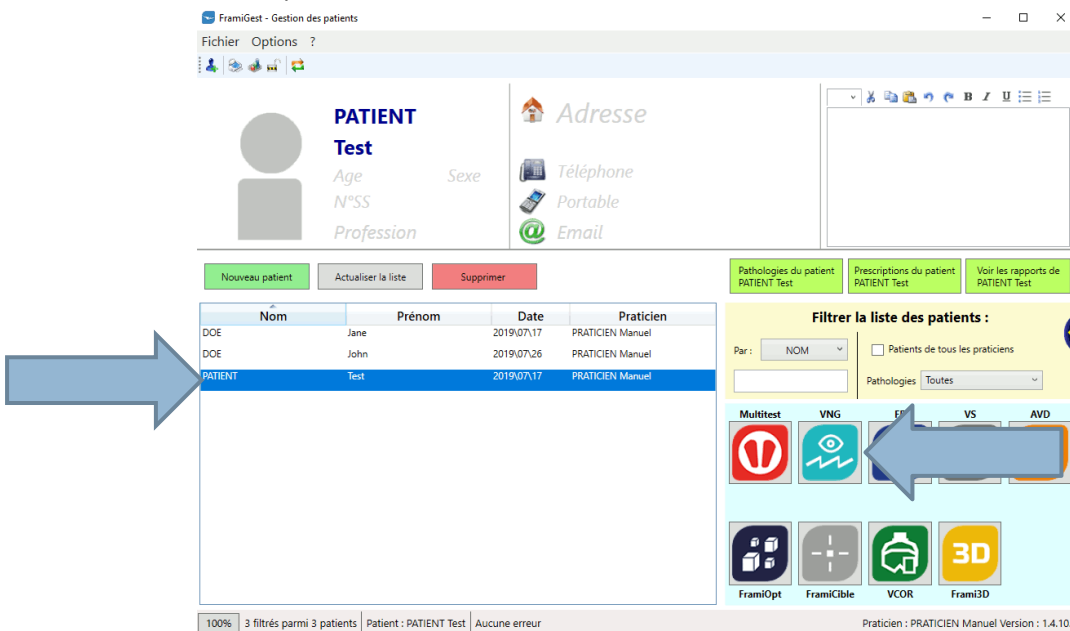 FramiGest - Gestion des patients
Fichier Options ?
PATIENT
Test
Age Sexe
N°SS
Profession
Adresse
Téléphone
Portable
Email
B I U
Nouveau patient
Actualiser la liste
Supprimer
Pathologies du patient
PATIENT Test
Prescriptions du patient
PATIENT Test
Voir les rapports de
PATIENT Test
Nom Prénom Date Praticien
DOE Jane 2019\07\17 PRATICIEN Manuel
DOE John 2019\07\26 PRATICIEN Manuel
PATIENT Test 2019\07\17 PRATICIEN Manuel
Filtrer la liste des patients :
Par : NOM
Patients de tous les praticiens
Pathologies Toutes
Multitest VNG VS AVD
3D
FramiOpt FramiCible VCOR Frami3D
100% 3 filtrés parmi 3 patients Patient : PATIENT Test Aucune erreur Praticien : PRATICIEN Manuel Version : 1.4.10